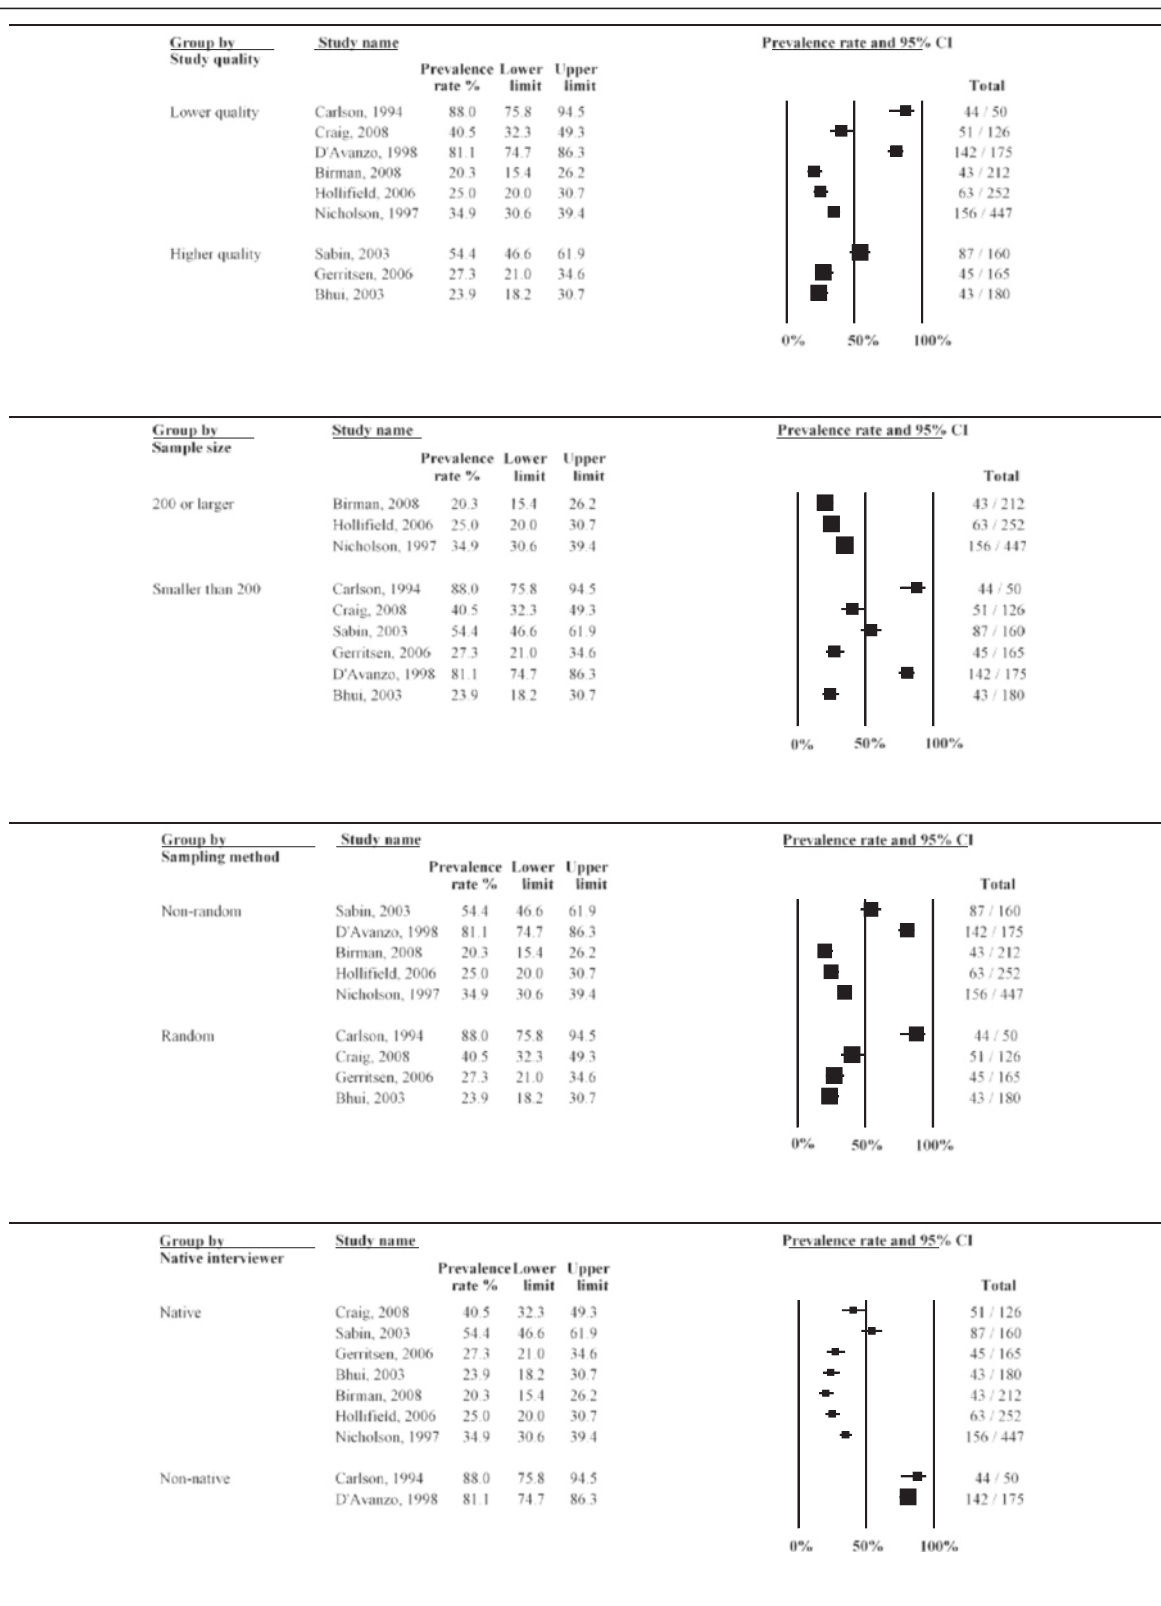 Group by Study name Prevalence rate and 95% CI
Study quality
Prevalence Lower Upper
rate % limit limit Total
Lower quality Carlson, 1994 88.0 75.8 94.5 44 / 50
Craig, 2008 40.5 32.3 49.3 51 / 126
D'Avanzo, 1998 81.1 74.7 86.3 142 / 175
Birman, 2008 20.3 15.4 26.2 43 / 212
Hollifield, 2006 25.0 20.0 30.7 63 / 252
Nicholson, 1997 34.9 30.6 39.4 156 / 447
Higher quality Sabin, 2003 54.4 46.6 61.9 87 / 160
Gerritsen, 2006 27.3 21.0 34.6 45 / 165
Bhui, 2003 23.9 18.2 30.7 43 / 180
0% 50% 100%
Group by Study name Prevalence rate and 95% CI
Sample size
Prevalence Lower Upper
rate % limit limit Total
200 or larger Birman, 2008 20.3 15.4 26.2 43 / 212
Hollifield, 2006 25.0 20.0 30.7 63 / 252
Nicholson, 1997 34.9 30.6 39.4 156 / 447
Smaller than 200 Carlson, 1994 88.0 75.8 94.5 44 / 50
Craig, 2008 40.5 32.3 49.3 51 / 126
Sabin, 2003 54.4 46.6 61.9 87 / 160
Gerritsen, 2006 27.3 21.0 34.6 45 / 165
D'Avanzo, 1998 81.1 74.7 86.3 142 / 175
Bhui, 2003 23.9 18.2 30.7 43 / 180
0% 50% 100%
Group by Study name Prevalence rate and 95% CI
Sampling method
Prevalence Lower Upper
rate % limit limit Total
Non-random Sabin, 2003 54.4 46.6 61.9 87 / 160
D'Avanzo, 1998 81.1 74.7 86.3 142 / 175
Birman, 2008 20.3 15.4 26.2 43 / 212
Hollifield, 2006 25.0 20.0 30.7 63 / 252
Nicholson, 1997 34.9 30.6 39.4 156 / 447
Random Carlson, 1994 88.0 75.8 94.5 44 / 50
Craig, 2008 40.5 32.3 49.3 51 / 126
Gerritsen, 2006 27.3 21.0 34.6 45 / 165
Bhui, 2003 23.9 18.2 30.7 43 / 180
0% 50% 100%
Group by Study name Prevalence rate and 95% CI
Native interviewer
Prevalence Lower Upper
rate % limit limit Total
Native Craig, 2008 40.5 32.3 49.3 51 / 126
Sabin, 2003 54.4 46.6 61.9 87 / 160
Gerritsen, 2006 27.3 21.0 34.6 45 / 165
Bhui, 2003 23.9 18.2 30.7 43 / 180
Birman, 2008 20.3 15.4 26.2 43 / 212
Hollifield, 2006 25.0 20.0 30.7 63 / 252
Nicholson, 1997 34.9 30.6 39.4 156 / 447
Non-native Carlson, 1994 88.0 75.8 94.5 44 / 50
D'Avanzo, 1998 81.1 74.7 86.3 142 / 175
0% 50% 100%